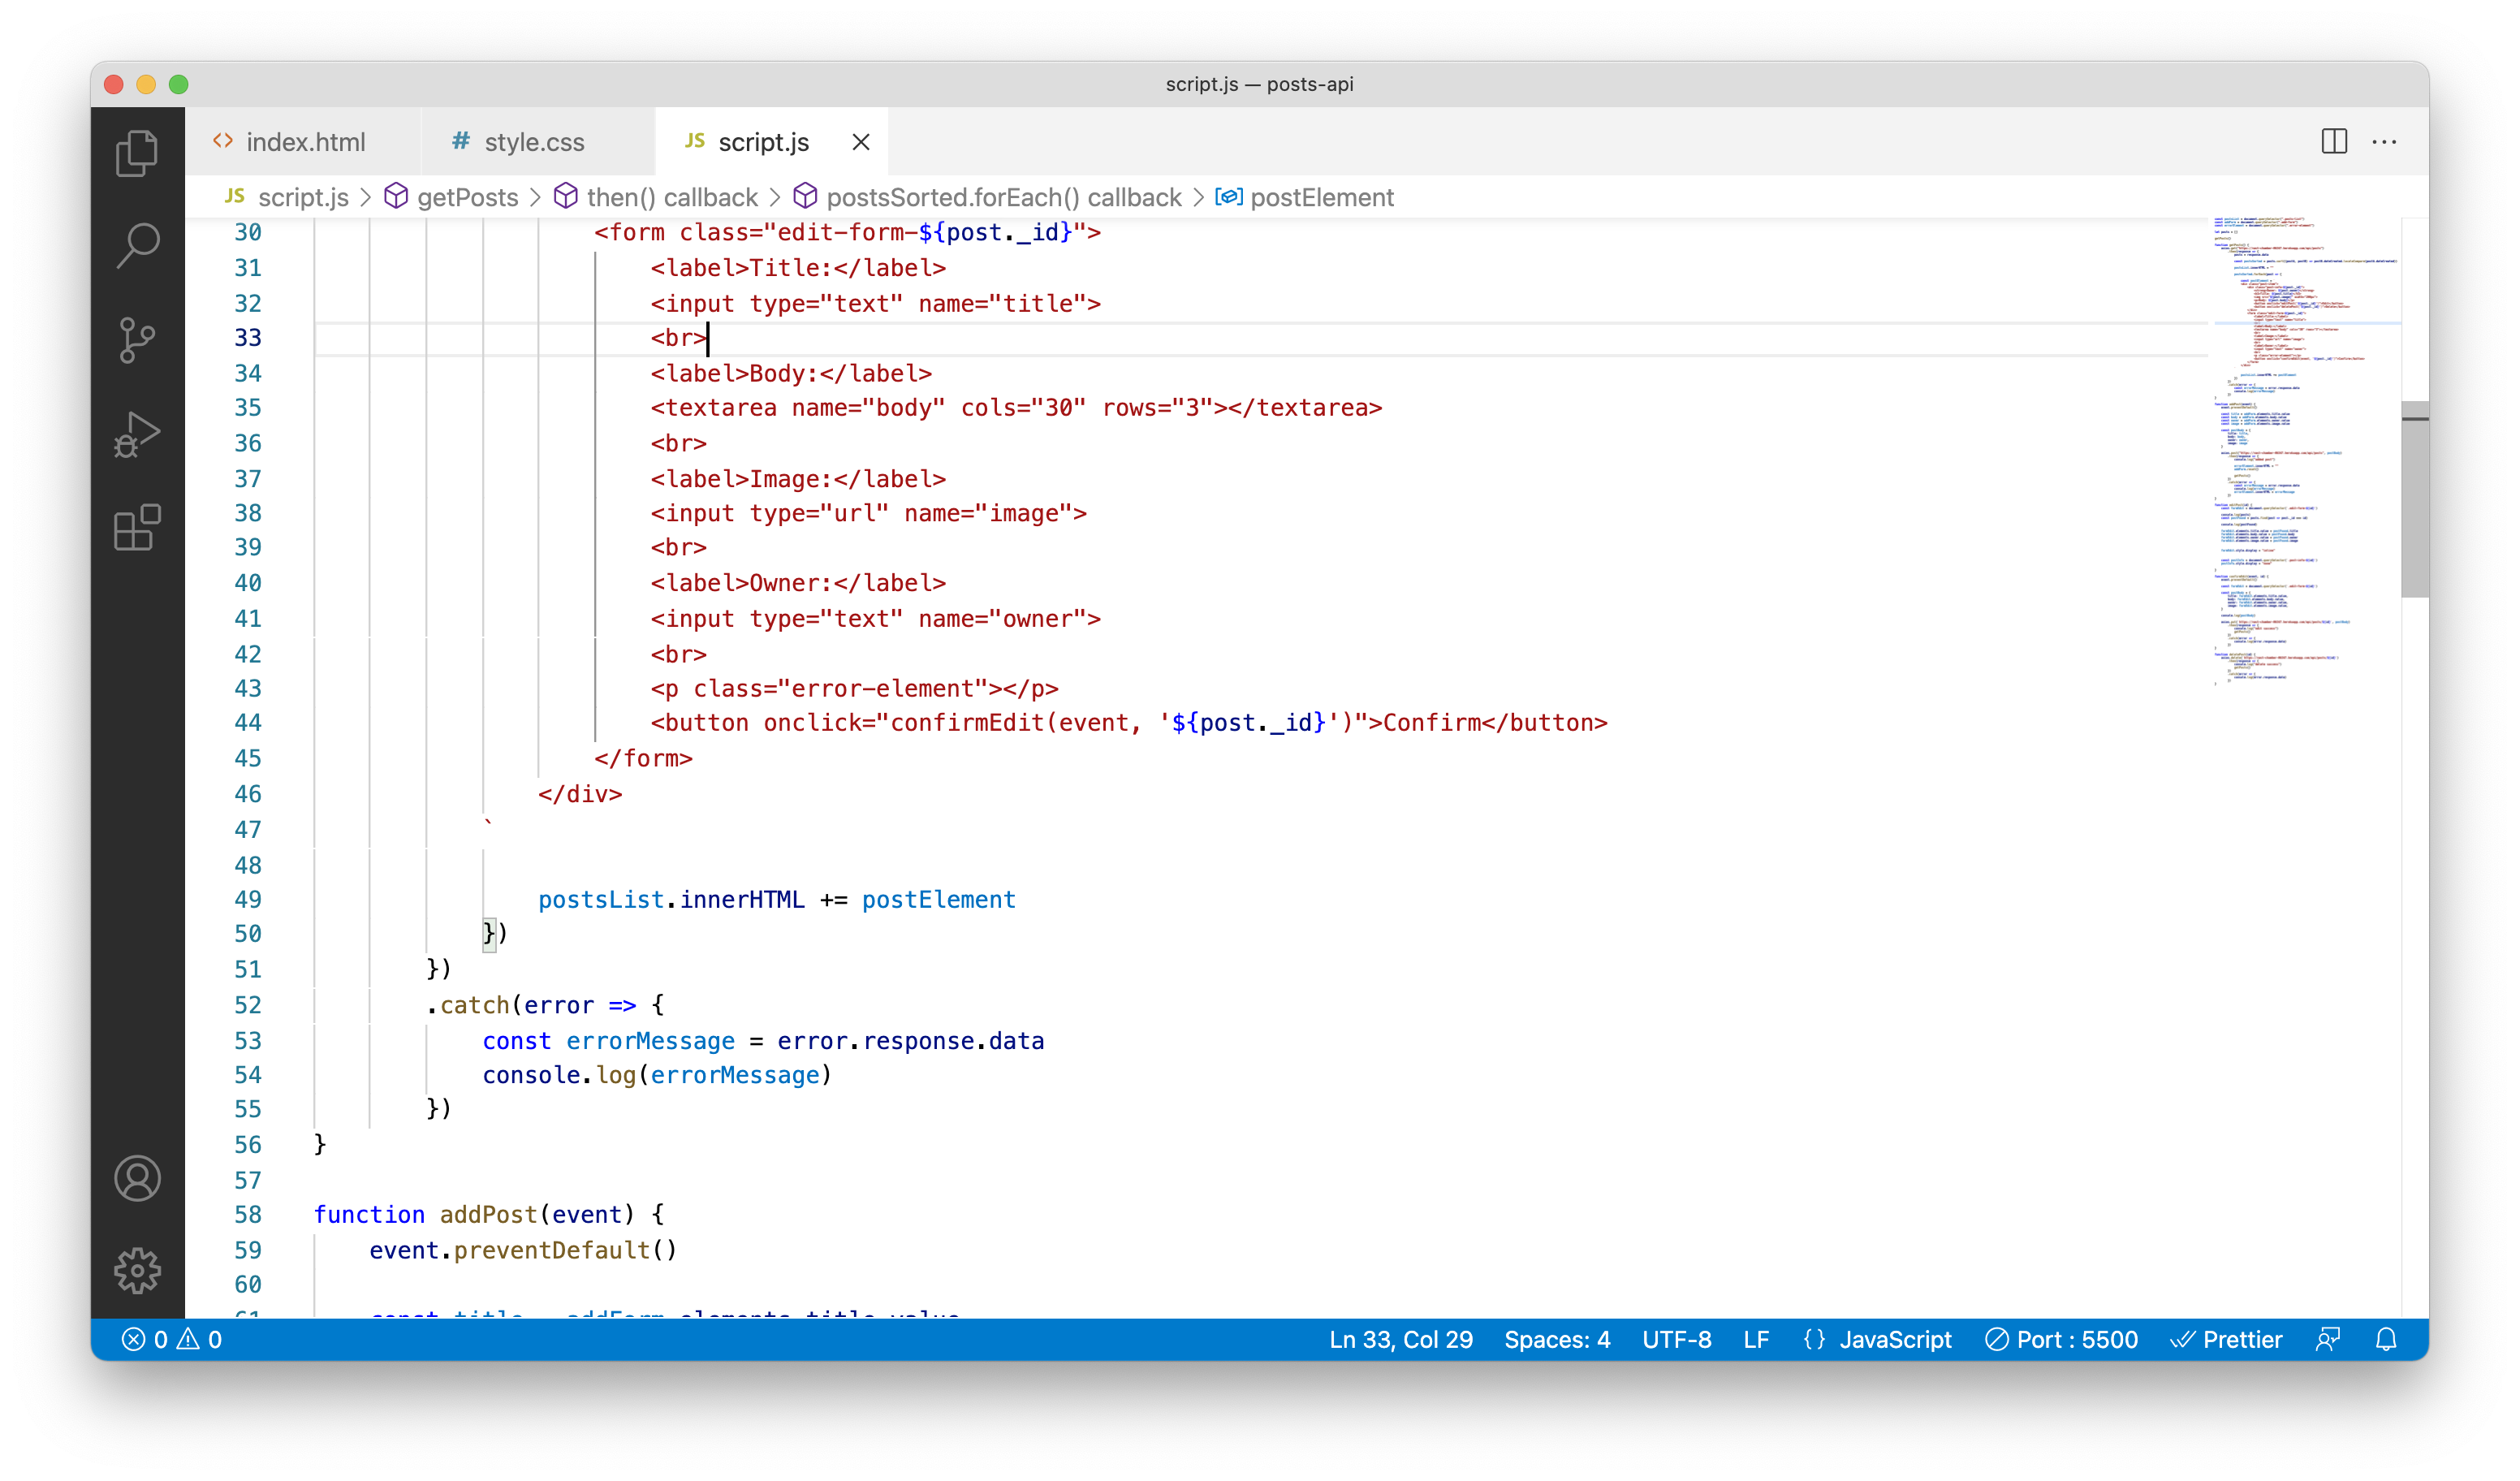 script.js — posts-api
<> index.html # style.css JS script.js
JS script.js > getPosts > then() callback > postsSorted.forEach() callback > postElement
30 <form class="edit-form-${post._id}">
31 <label>Title:</label>
32 <input type="text" name="title">
33 <br>
34 <label>Body:</label>
35 <textarea name="body" cols="30" rows="3"></textarea>
36 <br>
37 <label>Image:</label>
38 <input type="url" name="image">
39 <br>
40 <label>Owner:</label>
41 <input type="text" name="owner">
42 <br>
43 <p class="error-element"></p>
44 <button onclick="confirmEdit(event, '${post._id}')">Confirm</button>
45 </form>
46 </div>
47 `
48
49 postsList.innerHTML += postElement
50 })
51 })
52 .catch(error => {
53 const errorMessage = error.response.data
54 console.log(errorMessage)
55 })
56 }
57
58 function addPost(event) {
59 event.preventDefault()
60
61 const title = addForm.elements.title.value
0 0 Ln 33, Col 29 Spaces: 4 UTF-8 LF {} JavaScript Port : 5500 Prettier